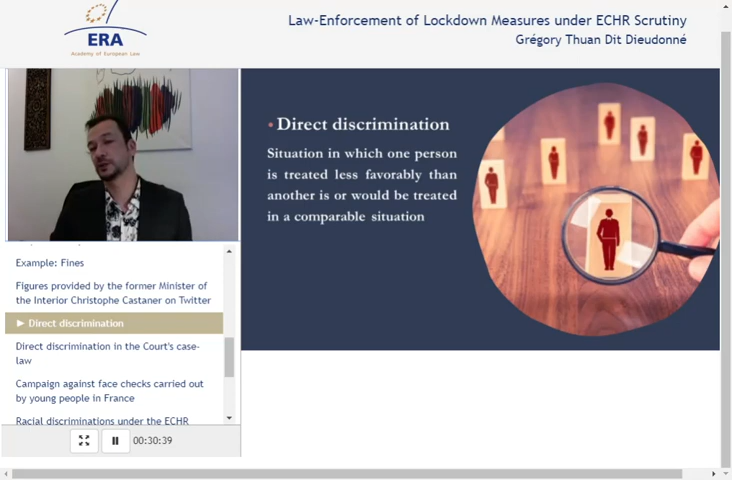 ERA
Academy of European Law
Law-Enforcement of Lockdown Measures under ECHR Scrutiny
Grégory Thuan Dit Dieudonné
• Direct discrimination
Situation in which one person
is treated less favorably than
another is or would be treated
in a comparable situation
Example: Fines
Figures provided by the former Minister of
the Interior Christophe Castaner on Twitter
► Direct discrimination
Direct discrimination in the Court's case-
law
Campaign against face checks carried out
by young people in France
Racial discriminations under the ECHR
00:30:39